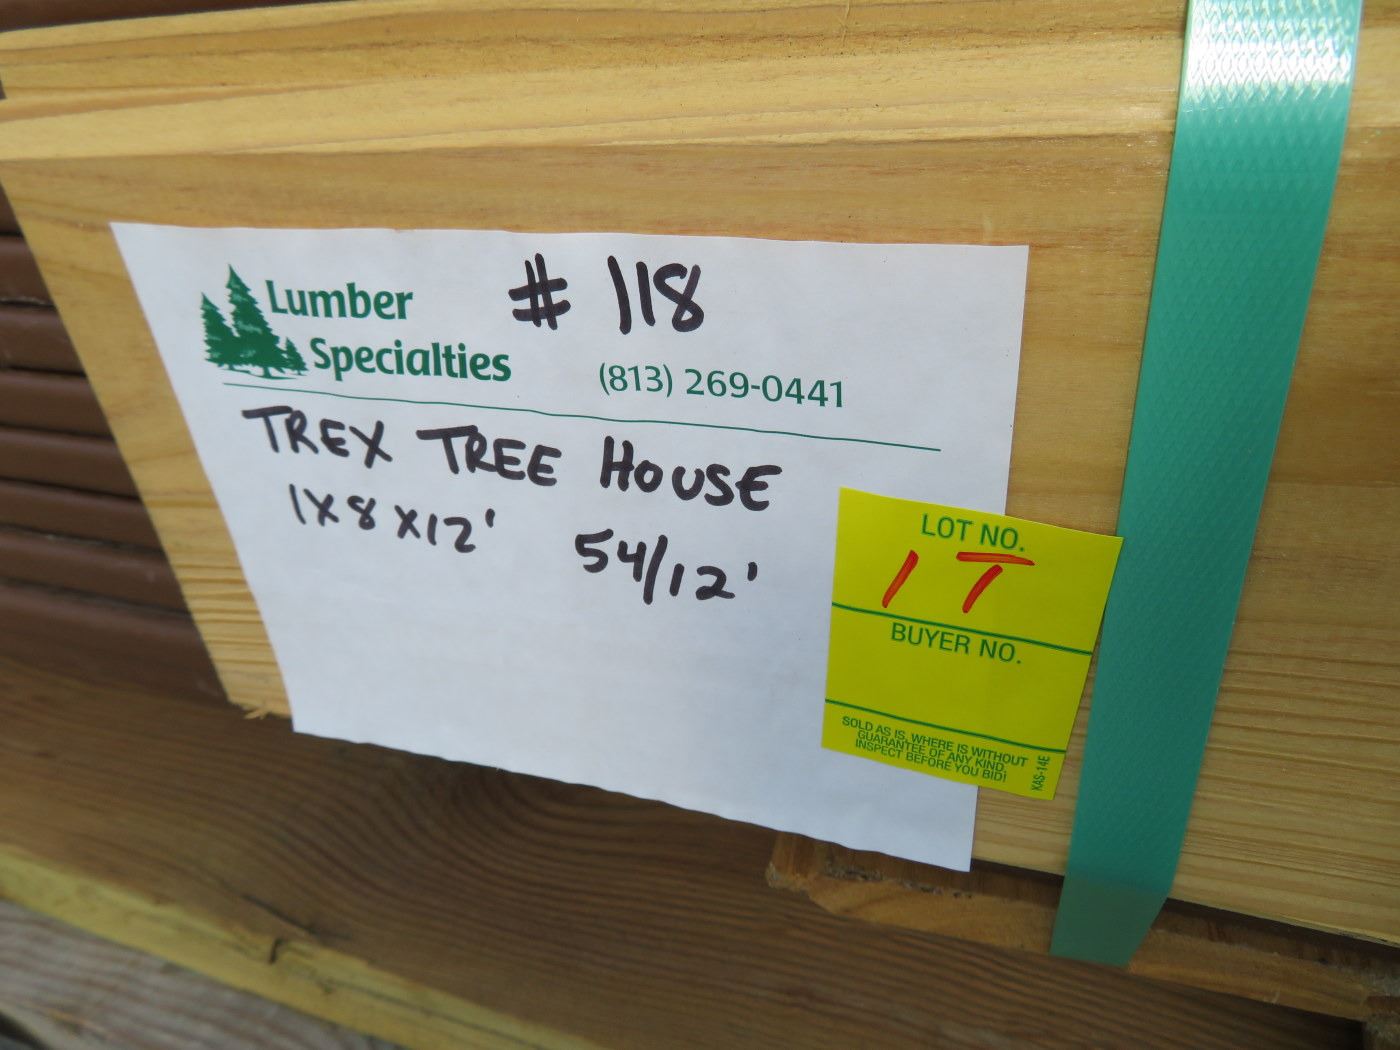 Lumber
Specialties
# 118
(813) 269-0441
TREX TREE HOUSE
1X8X12' 54/12'
LOT NO.
1T
BUYER NO.
SOLD AS IS, WHERE IS WITHOUT
GUARANTEE OF ANY KIND.
INSPECT BEFORE YOU BID!
KAS-14E